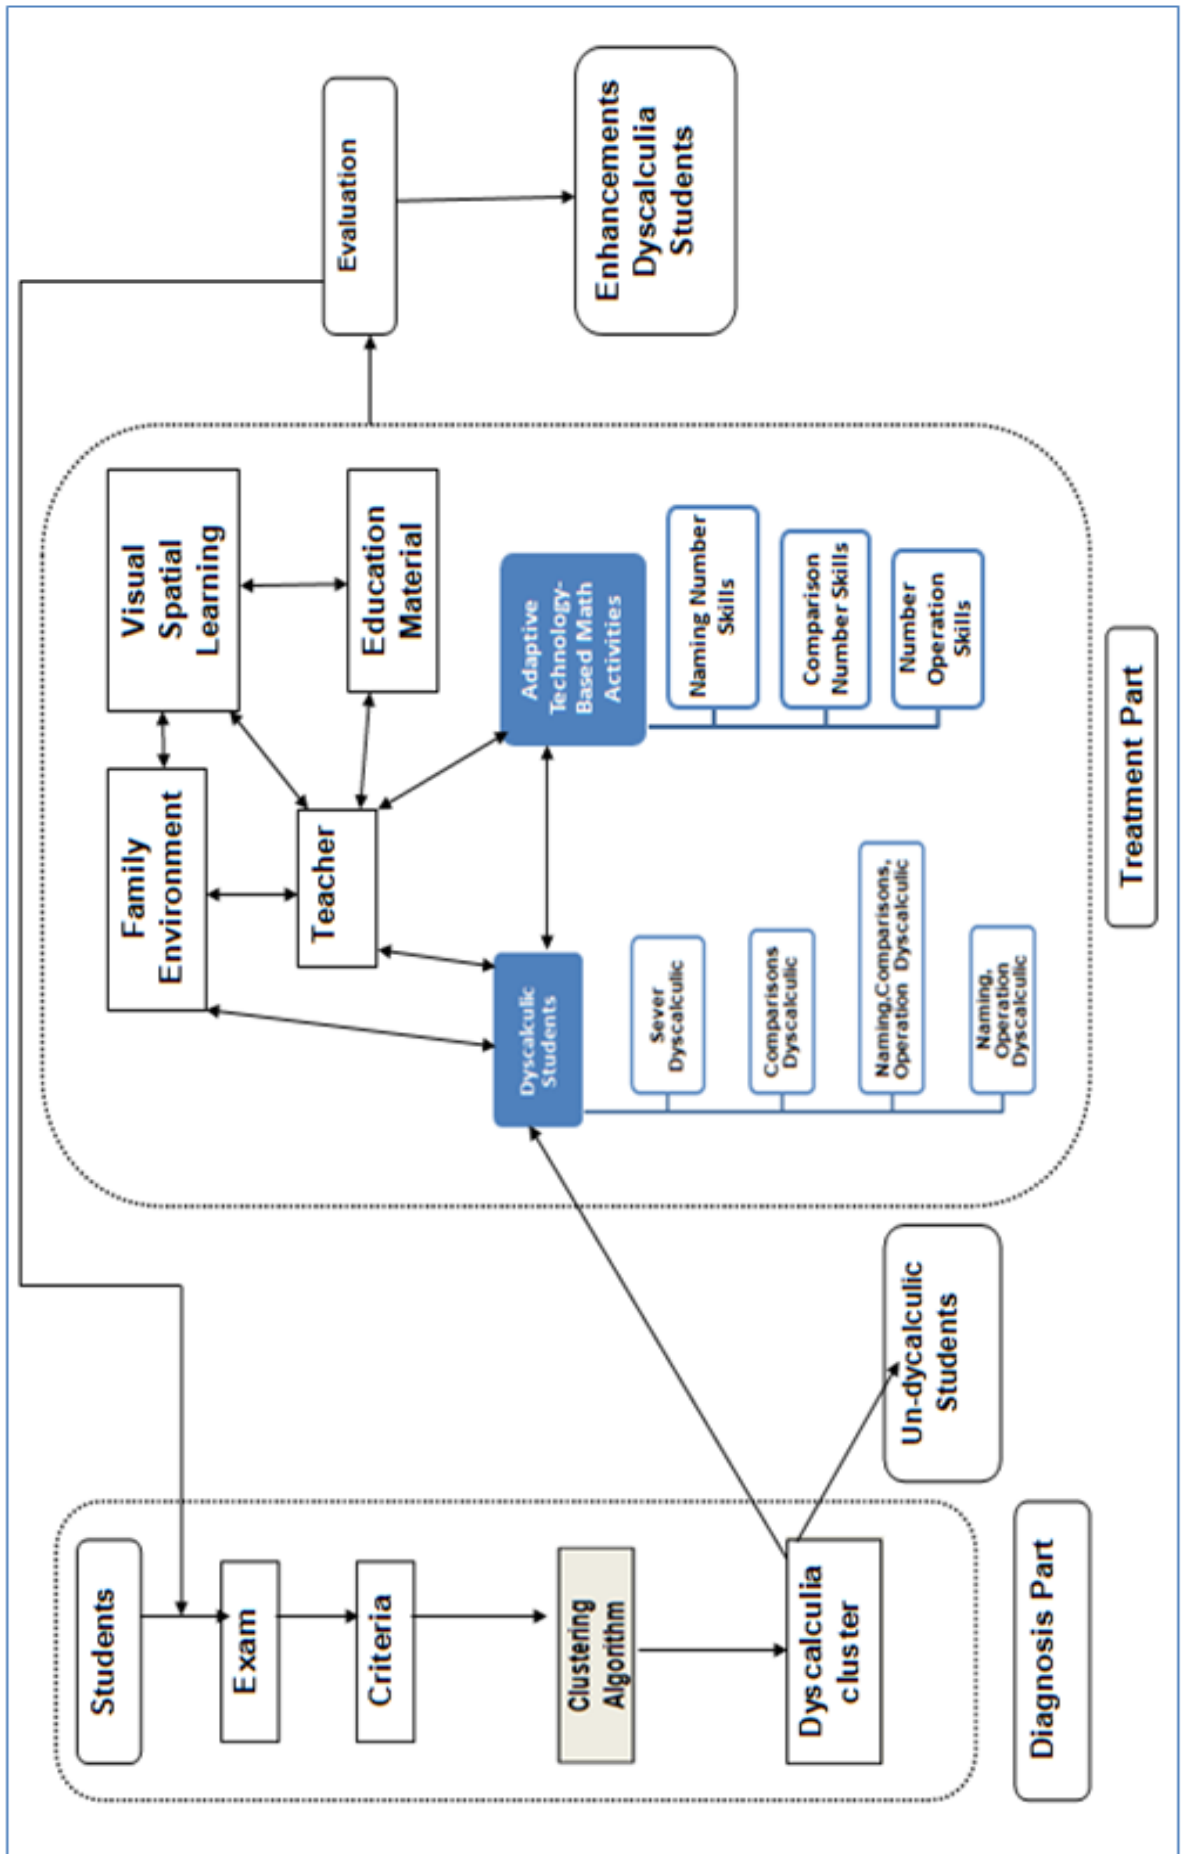 Students
Exam
Criteria
Clustering
Algorithm
Dyscalculia
cluster
Diagnosis Part
Un-dycalculic
Students
Family
Environment
Visual
Spatial
Learning
Teacher
Education
Material
Dyscalculic
Students
Sever
Dyscalculic
Comparisons
Dyscalculic
Naming,Comparisons,
Operation Dyscalculic
Naming,
Operation
Dyscalculic
Adaptive
Technology-
Based Math
Activities
Naming Number
Skills
Comparison
Number Skills
Number
Operation
Skills
Treatment Part
Evaluation
Enhancements
Dyscalculia
Students